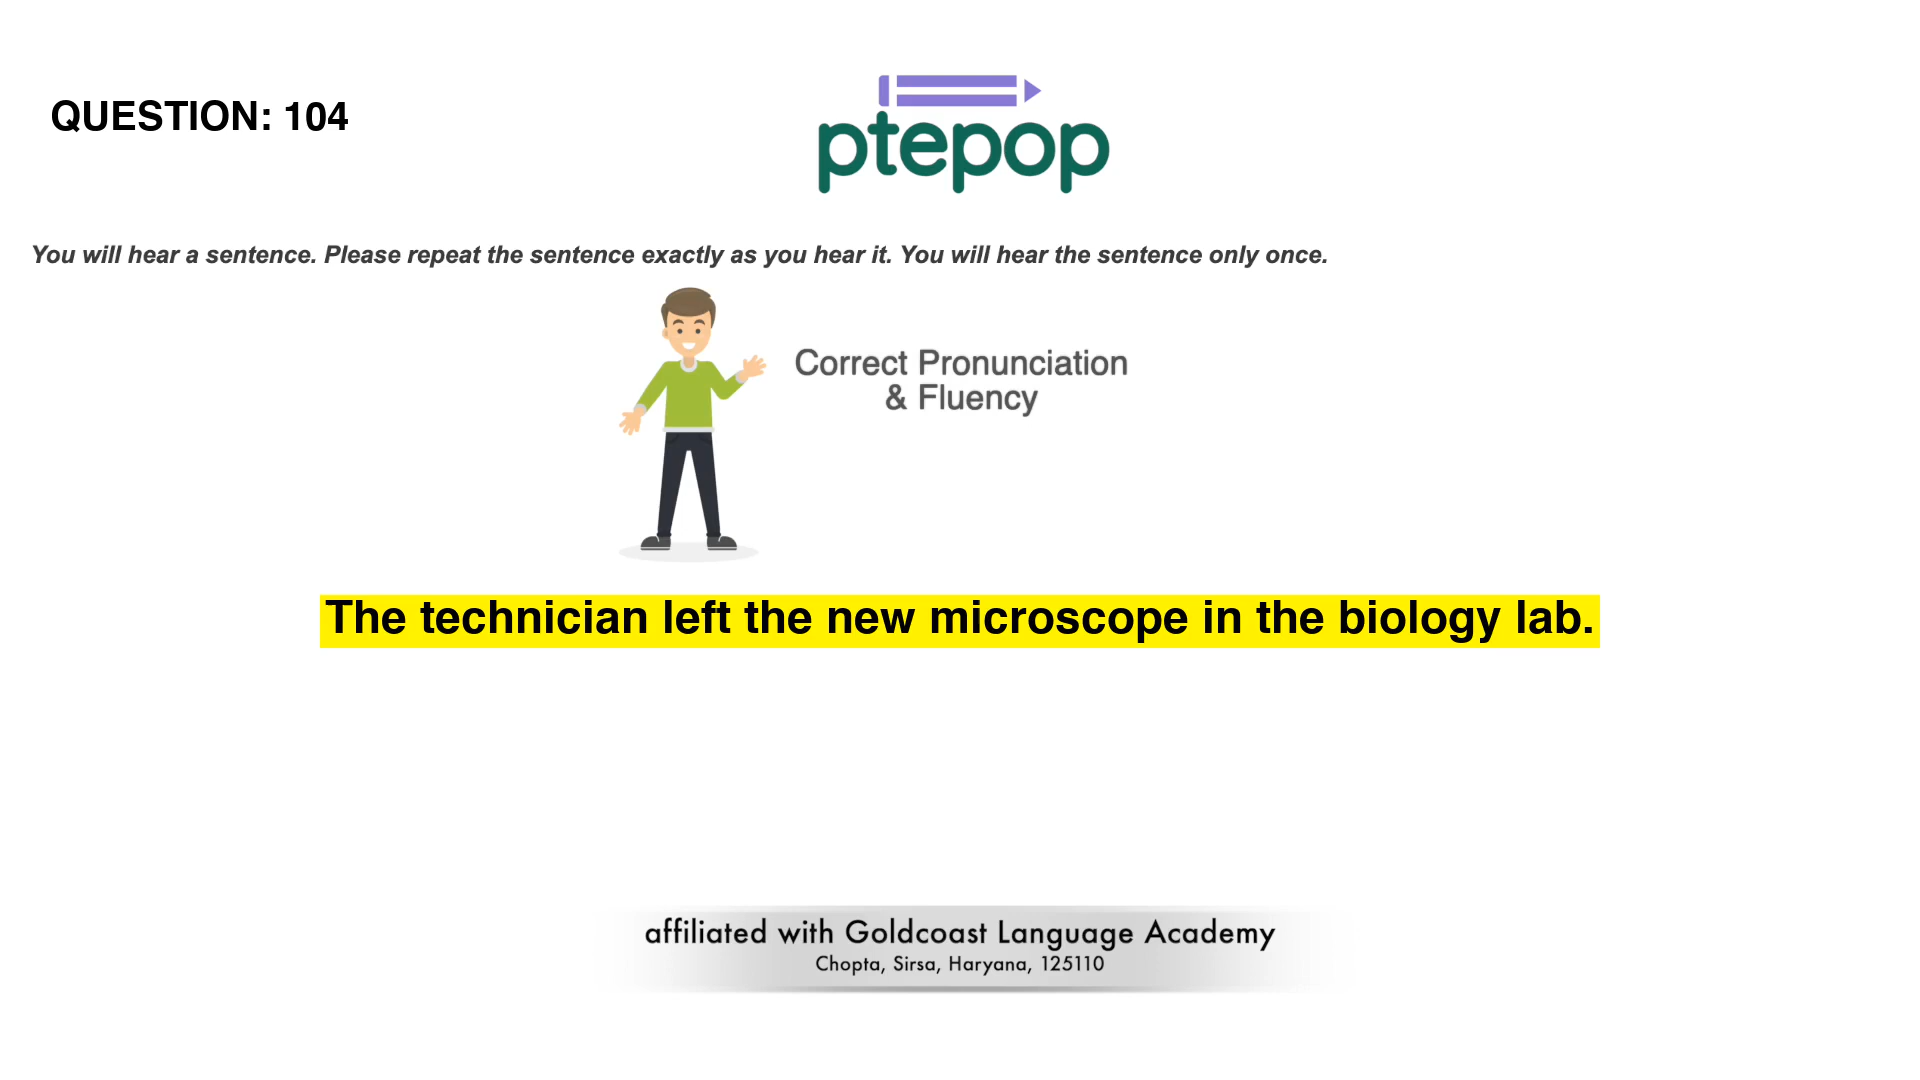 QUESTION: 104
ptepop
You will hear a sentence. Please repeat the sentence exactly as you hear it. You will hear the sentence only once.
Correct Pronunciation
& Fluency
The technician left the new microscope in the biology lab.
affiliated with Goldcoast Language Academy
Chopta, Sirsa, Haryana, 125110